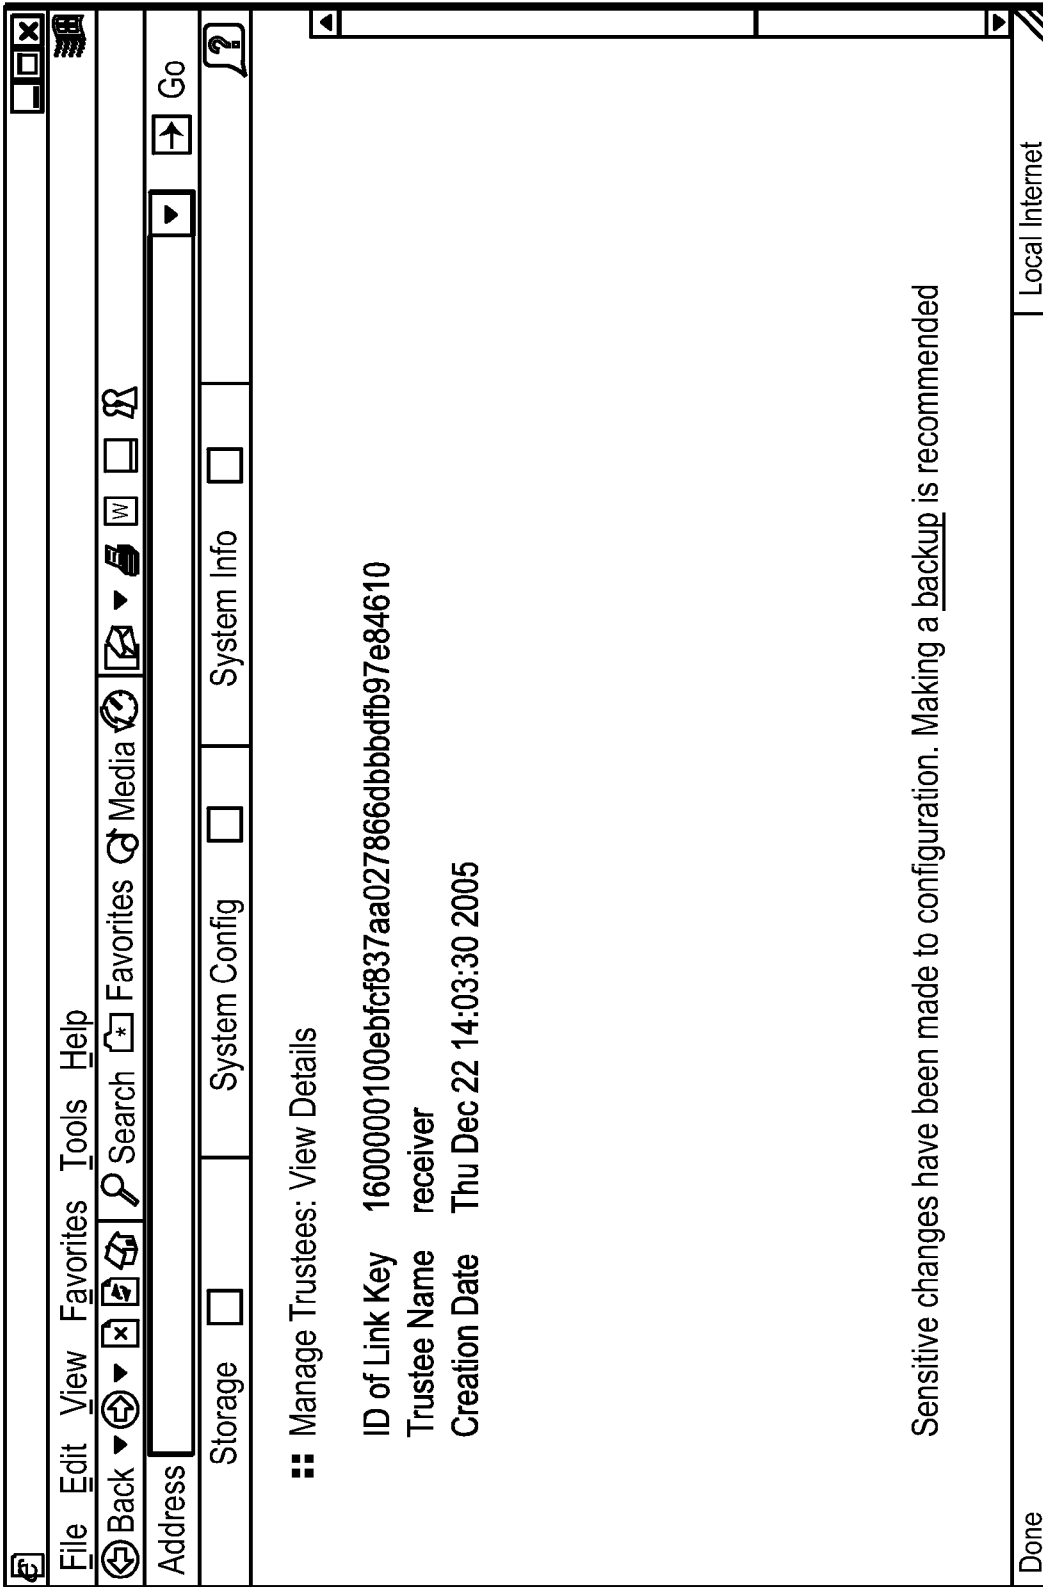 File Edit View Favorites Tools Help
Back Search * Favorites Media W
Address Go
Storage System Config System Info ?
Manage Trustees: View Details
ID of Link Key 160000100ebfcf837aa027866dbbbdfb97e84610
Trustee Name receiver
Creation Date Thu Dec 22 14:03:30 2005
Sensitive changes have been made to configuration. Making a backup is recommended
Done Local Internet